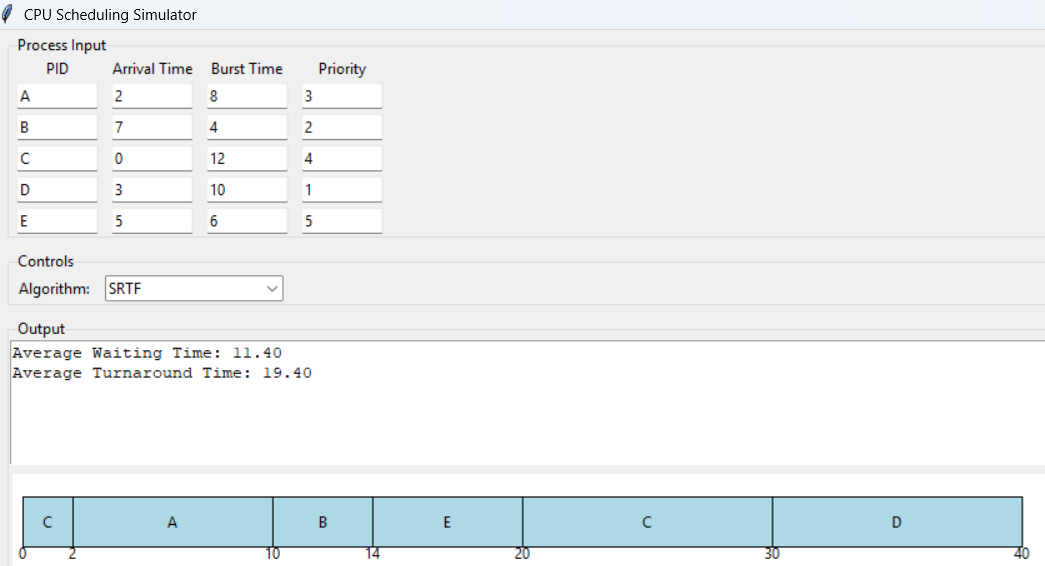 CPU Scheduling Simulator
Process Input
PID Arrival Time Burst Time Priority
A 2 8 3
B 7 4 2
C 0 12 4
D 3 10 1
E 5 6 5
Controls
Algorithm: SRTF
Output
Average Waiting Time: 11.40
Average Turnaround Time: 19.40
C A B E C D
0 2 10 14 20 30 40